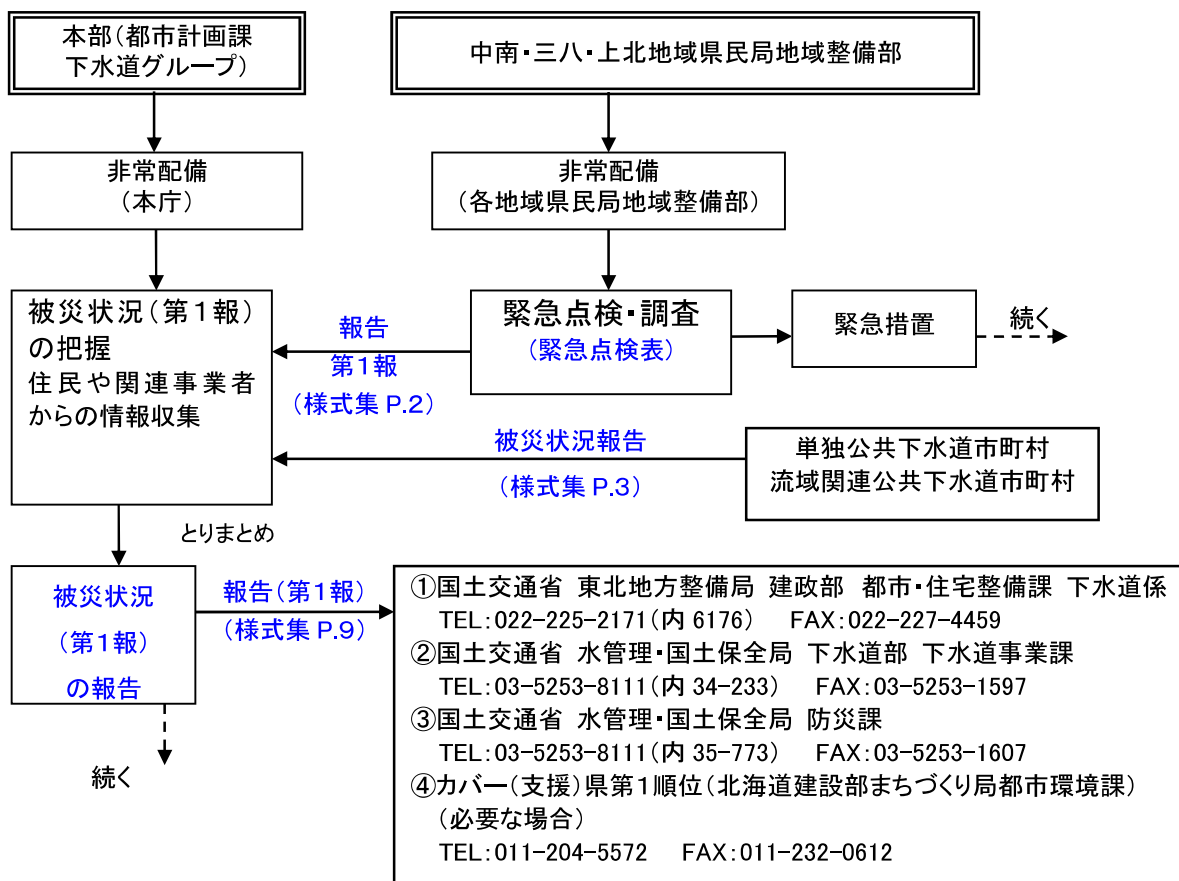 本部(都市計画課
下水道グループ)
中南・三八・上北地域県民局地域整備部
非常配備
(本庁)
非常配備
(各地域県民局地域整備部)
被災状況(第1報)
の把握
住民や関連事業者
からの情報収集
報告
第1報
(様式集 P.2)
緊急点検・調査
(緊急点検表)
緊急措置
続く
被災状況報告
(様式集 P.3)
単独公共下水道市町村
流域関連公共下水道市町村
とりまとめ
被災状況
(第1報)
の報告
報告(第1報)
(様式集 P.9)
続く
①国土交通省 東北地方整備局 建政部 都市・住宅整備課 下水道係
TEL:022-225-2171(内 6176) FAX:022-227-4459
②国土交通省 水管理・国土保全局 下水道部 下水道事業課
TEL:03-5253-8111(内 34-233) FAX:03-5253-1597
③国土交通省 水管理・国土保全局 防災課
TEL:03-5253-8111(内 35-773) FAX:03-5253-1607
④カバー(支援)県第1順位(北海道建設部まちづくり局都市環境課)
(必要な場合)
TEL:011-204-5572 FAX:011-232-0612